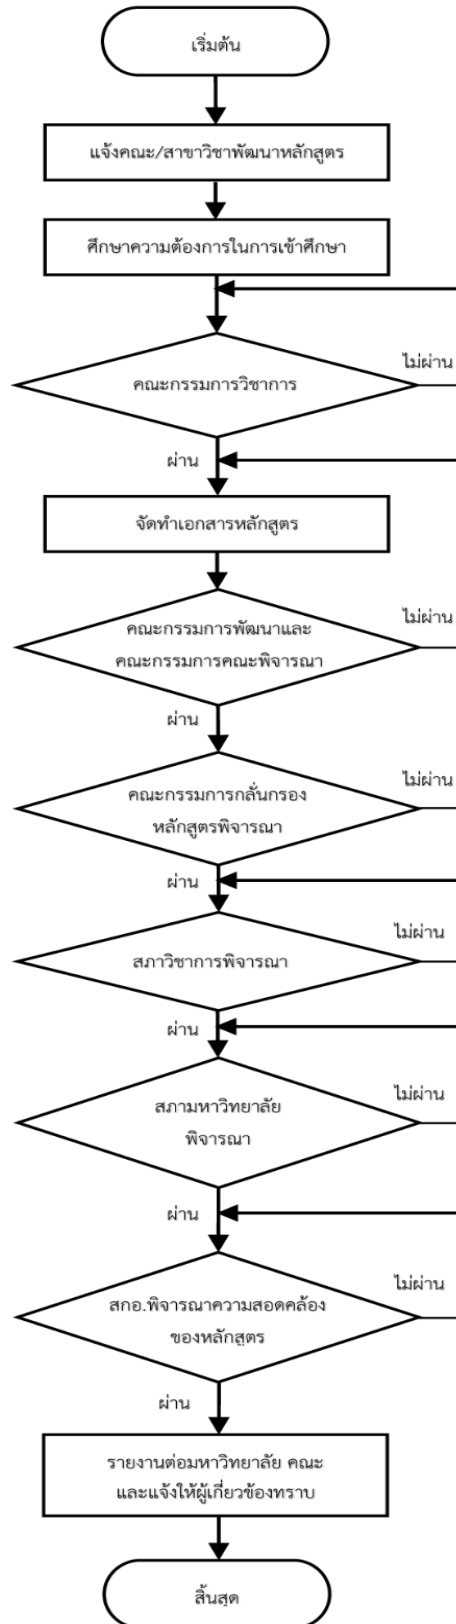 เริ่มต้น
แจ้งคณะ/สาขาวิชาพัฒนาหลักสูตร
ศึกษาความต้องการในการเข้าศึกษา
คณะกรรมการวิชาการ
ไม่ผ่าน
ผ่าน
จัดทำเอกสารหลักสูตร
คณะกรรมการพัฒนาและ
คณะกรรมการคณะพิจารณา
ไม่ผ่าน
ผ่าน
คณะกรรมการกลั่นกรอง
หลักสูตรพิจารณา
ไม่ผ่าน
ผ่าน
สภาวิชาการพิจารณา
ไม่ผ่าน
ผ่าน
สภามหาวิทยาลัย
พิจารณา
ไม่ผ่าน
ผ่าน
สกอ.พิจารณาความสอดคล้อง
ของหลักสูตร
ไม่ผ่าน
ผ่าน
รายงานต่อมหาวิทยาลัย คณะ
และแจ้งให้ผู้เกี่ยวข้องทราบ
สิ้นสุด